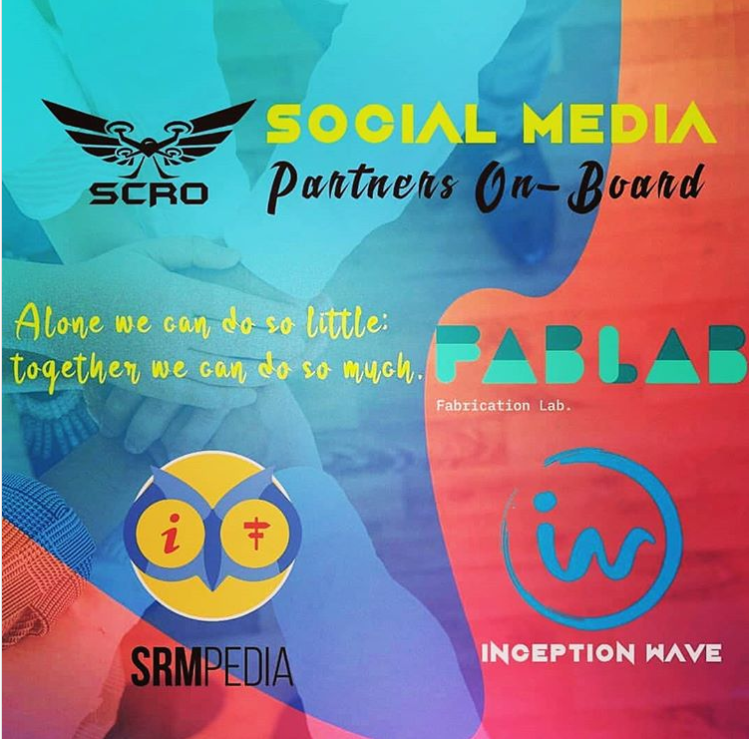 SCRO
SOCIAL MEDIA
Partners On-Board
Alone we can do so little:
together we can do so much.
FABLAB
Fabrication Lab.
i
SRMPEDIA
iw
INCEPTION WAVE